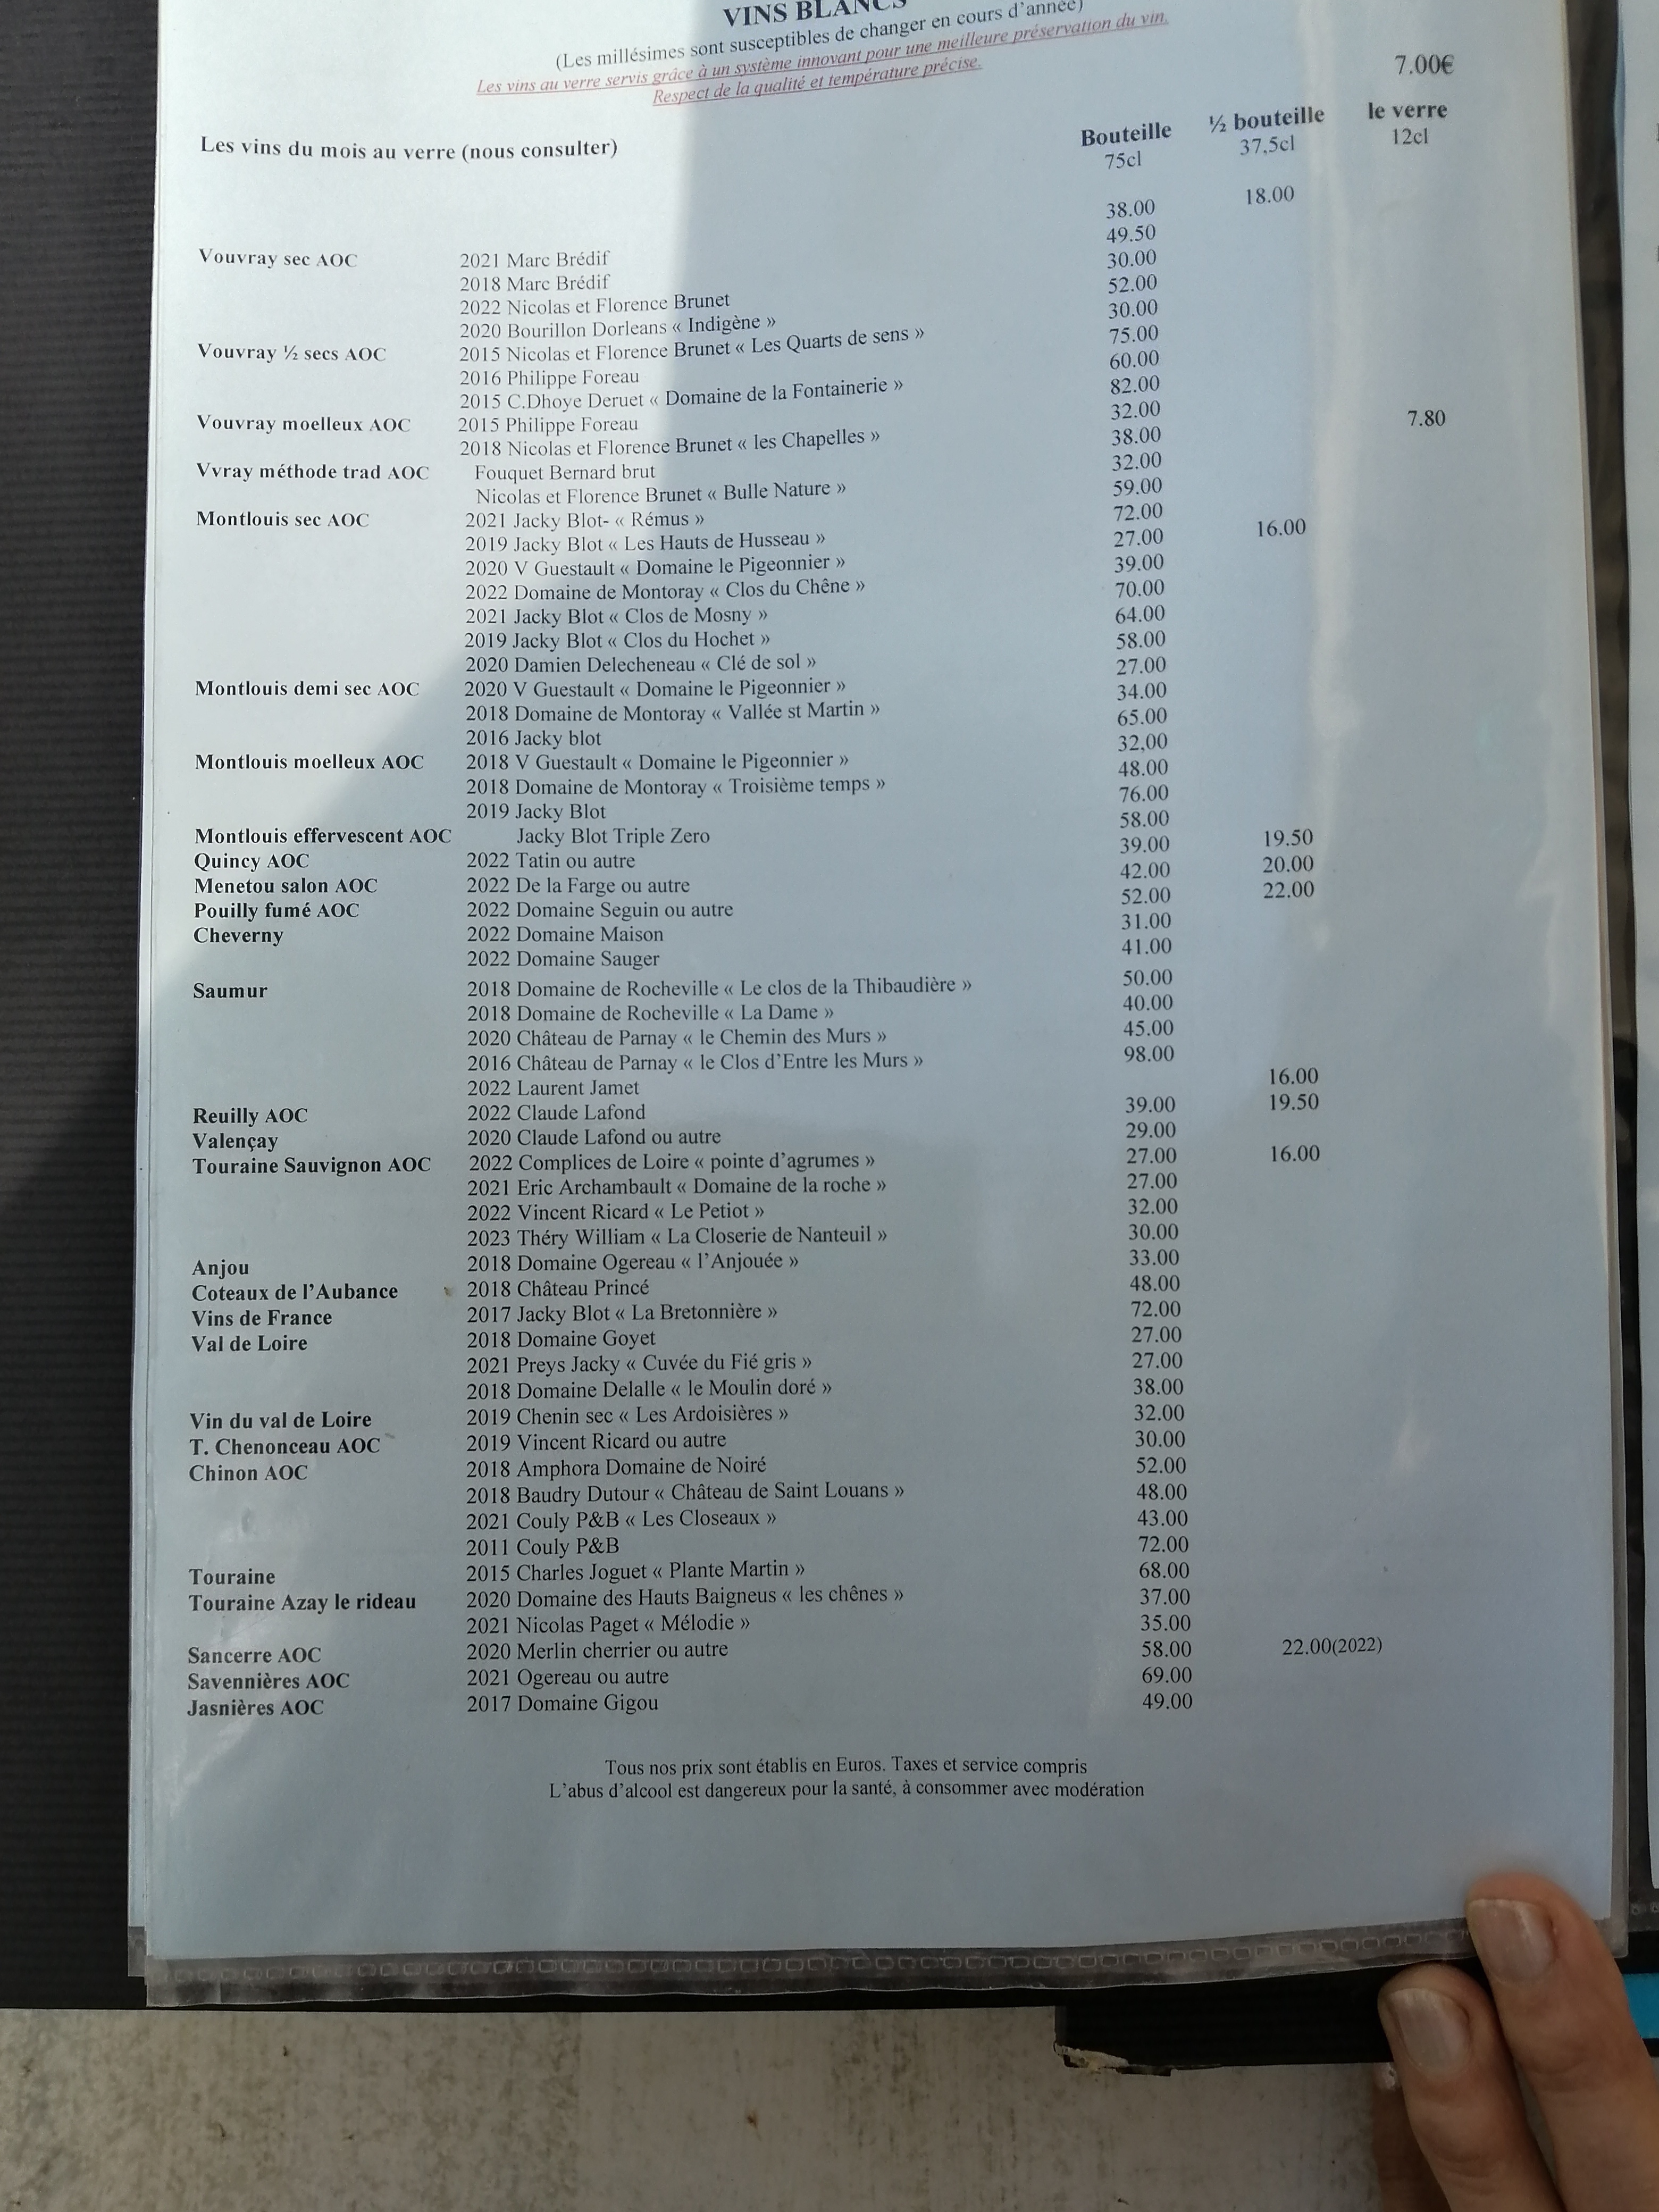 VINS BLANCS
(Les millésimes sont susceptibles de changer en cours d'année)
Les vins au verre servis grâce à un système innovant pour une meilleure préservation du vin.
Respect de la qualité et température précise.
Les vins du mois au verre (nous consulter) 7.00€
Bouteille ½ bouteille le verre
75cl 37,5cl 12cl
Vouvray sec AOC 2021 Marc Brédif 38.00 18.00
2018 Marc Brédif 49.50
2022 Nicolas et Florence Brunet 30.00
2020 Bourillon Dorleans « Indigène » 52.00
Vouvray ½ secs AOC 2015 Nicolas et Florence Brunet « Les Quarts de sens » 30.00
2016 Philippe Foreau 75.00
2015 C.Dhoye Deruet « Domaine de la Fontainerie » 60.00
Vouvray moelleux AOC 2015 Philippe Foreau 82.00
2018 Nicolas et Florence Brunet « les Chapelles » 32.00
Vvray méthode trad AOC Fouquet Bernard brut 38.00 7.80
Nicolas et Florence Brunet « Bulle Nature » 32.00
Montlouis sec AOC 2021 Jacky Blot- « Rémus » 59.00
2019 Jacky Blot « Les Hauts de Husseau » 72.00
2020 V Guestault « Domaine le Pigeonnier » 27.00 16.00
2022 Domaine de Montoray « Clos du Chêne » 39.00
2021 Jacky Blot « Clos de Mosny » 70.00
2019 Jacky Blot « Clos du Hochet » 64.00
2020 Damien Delecheneau « Clé de sol » 58.00
Montlouis demi sec AOC 2020 V Guestault « Domaine le Pigeonnier » 27.00
2018 Domaine de Montoray « Vallée st Martin » 34.00
2016 Jacky blot 65.00
Montlouis moelleux AOC 2018 V Guestault « Domaine le Pigeonnier » 32,00
2018 Domaine de Montoray « Troisième temps » 48.00
2019 Jacky Blot 76.00
Montlouis effervescent AOC Jacky Blot Triple Zero 58.00
Quincy AOC 2022 Tatin ou autre 39.00 19.50
Menetou salon AOC 2022 De la Farge ou autre 42.00 20.00
Pouilly fumé AOC 2022 Domaine Seguin ou autre 52.00 22.00
Cheverny 2022 Domaine Maison 31.00
2022 Domaine Sauger 41.00
Saumur 2018 Domaine de Rocheville « Le clos de la Thibaudière » 50.00
2018 Domaine de Rocheville « La Dame » 40.00
2020 Château de Parnay « le Chemin des Murs » 45.00
2016 Château de Parnay « le Clos d'Entre les Murs » 98.00
2022 Laurent Jamet 16.00
Reuilly AOC 2022 Claude Lafond 39.00 19.50
Valençay 2020 Claude Lafond ou autre 29.00
Touraine Sauvignon AOC 2022 Complices de Loire « pointe d'agrumes » 27.00 16.00
2021 Eric Archambault « Domaine de la roche » 27.00
2022 Vincent Ricard « Le Petiot » 32.00
2023 Théry William « La Closerie de Nanteuil » 30.00
Anjou 2018 Domaine Ogereau « l'Anjouée » 33.00
Coteaux de l'Aubance 2018 Château Princé 48.00
Vins de France 2017 Jacky Blot « La Bretonnière » 72.00
Val de Loire 2018 Domaine Goyet 27.00
2021 Preys Jacky « Cuvée du Fié gris » 27.00
2018 Domaine Delalle « le Moulin doré » 38.00
Vin du val de Loire 2019 Chenin sec « Les Ardoisières » 32.00
T. Chenonceau AOC 2019 Vincent Ricard ou autre 30.00
Chinon AOC 2018 Amphora Domaine de Noiré 52.00
2018 Baudry Dutour « Château de Saint Louans » 48.00
2021 Couly P&B « Les Closeaux » 43.00
2011 Couly P&B 72.00
Touraine 2015 Charles Joguet « Plante Martin » 68.00
Touraine Azay le rideau 2020 Domaine des Hauts Baigneus « les chênes » 37.00
2021 Nicolas Paget « Mélodie » 35.00
Sancerre AOC 2020 Merlin cherrier ou autre 58.00 22.00(2022)
Savennières AOC 2021 Ogereau ou autre 69.00
Jasnières AOC 2017 Domaine Gigou 49.00
Tous nos prix sont établis en Euros. Taxes et service compris
L'abus d'alcool est dangereux pour la santé, à consommer avec modération